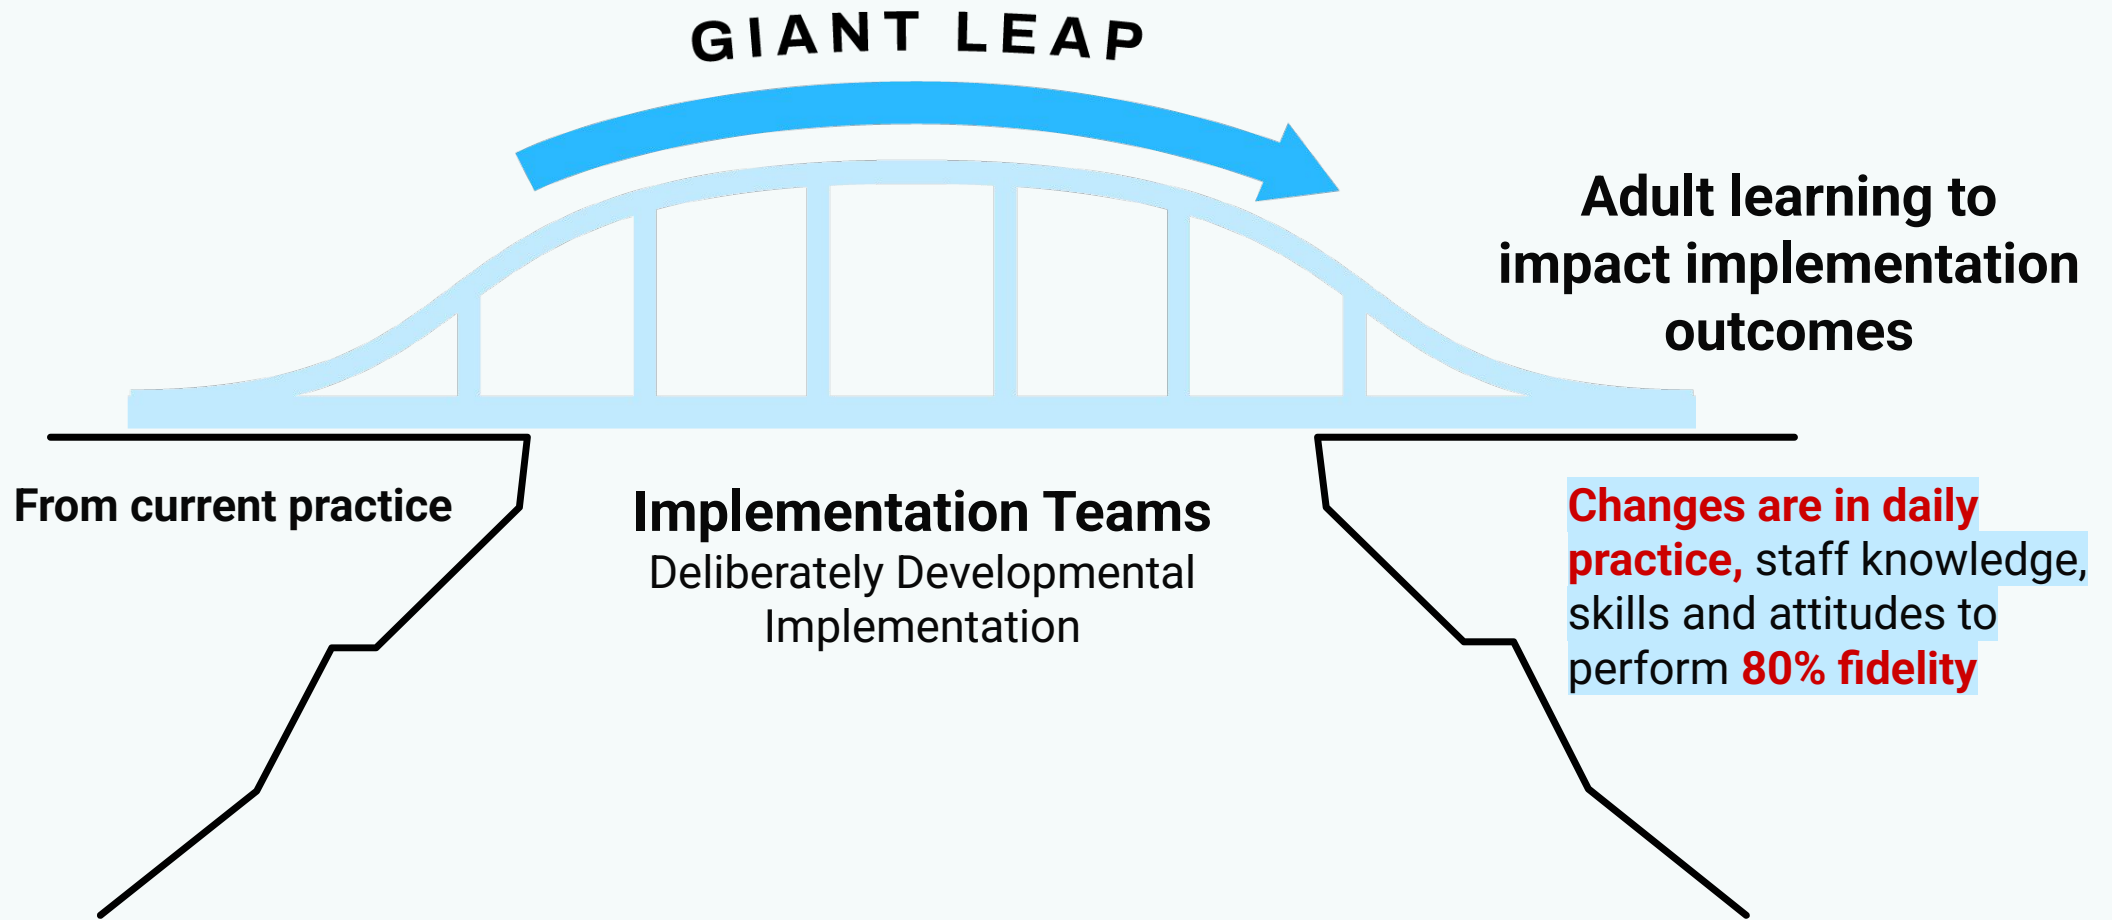 GIANT LEAP
Adult learning to
impact implementation
outcomes
From current practice
Implementation Teams
Deliberately Developmental
Implementation
Changes are in daily
practice, staff knowledge,
skills and attitudes to
perform 80% fidelity